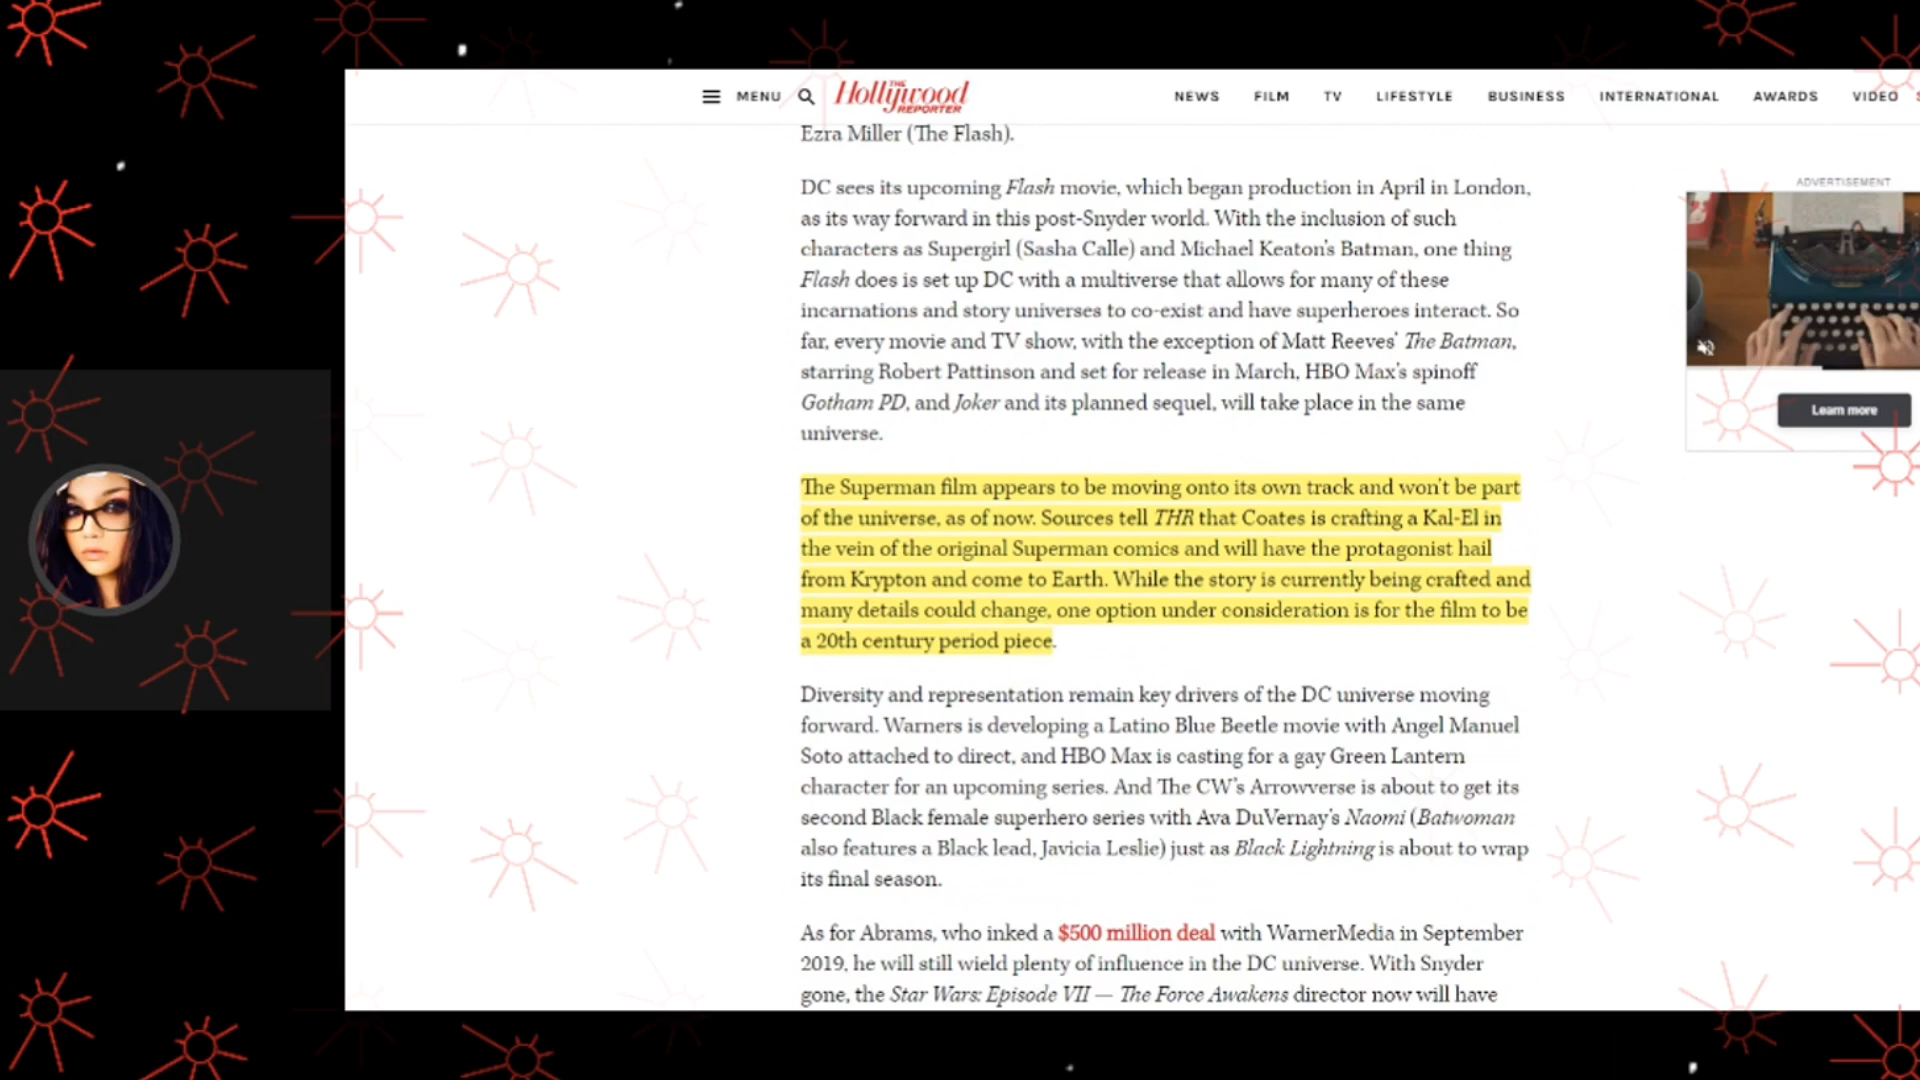 MENU
THE
Hollywood
REPORTER
NEWS FILM TV LIFESTYLE BUSINESS INTERNATIONAL AWARDS VIDEO
Ezra Miller (The Flash).
DC sees its upcoming Flash movie, which began production in April in London,
as its way forward in this post-Snyder world. With the inclusion of such
characters as Supergirl (Sasha Calle) and Michael Keaton's Batman, one thing
Flash does is set up DC with a multiverse that allows for many of these
incarnations and story universes to co-exist and have superheroes interact. So
far, every movie and TV show, with the exception of Matt Reeves' The Batman,
starring Robert Pattinson and set for release in March, HBO Max's spinoff
Gotham PD, and Joker and its planned sequel, will take place in the same
universe.
The Superman film appears to be moving onto its own track and won't be part
of the universe, as of now. Sources tell THR that Coates is crafting a Kal-El in
the vein of the original Superman comics and will have the protagonist hail
from Krypton and come to Earth. While the story is currently being crafted and
many details could change, one option under consideration is for the film to be
a 20th century period piece.
Diversity and representation remain key drivers of the DC universe moving
forward. Warners is developing a Latino Blue Beetle movie with Angel Manuel
Soto attached to direct, and HBO Max is casting for a gay Green Lantern
character for an upcoming series. And The CW's Arrowverse is about to get its
second Black female superhero series with Ava DuVernay's Naomi (Batwoman
also features a Black lead, Javicia Leslie) just as Black Lightning is about to wrap
its final season.
As for Abrams, who inked a $500 million deal with WarnerMedia in September
2019, he will still wield plenty of influence in the DC universe. With Snyder
gone, the Star Wars: Episode VII — The Force Awakens director now will have
ADVERTISEMENT
Learn more